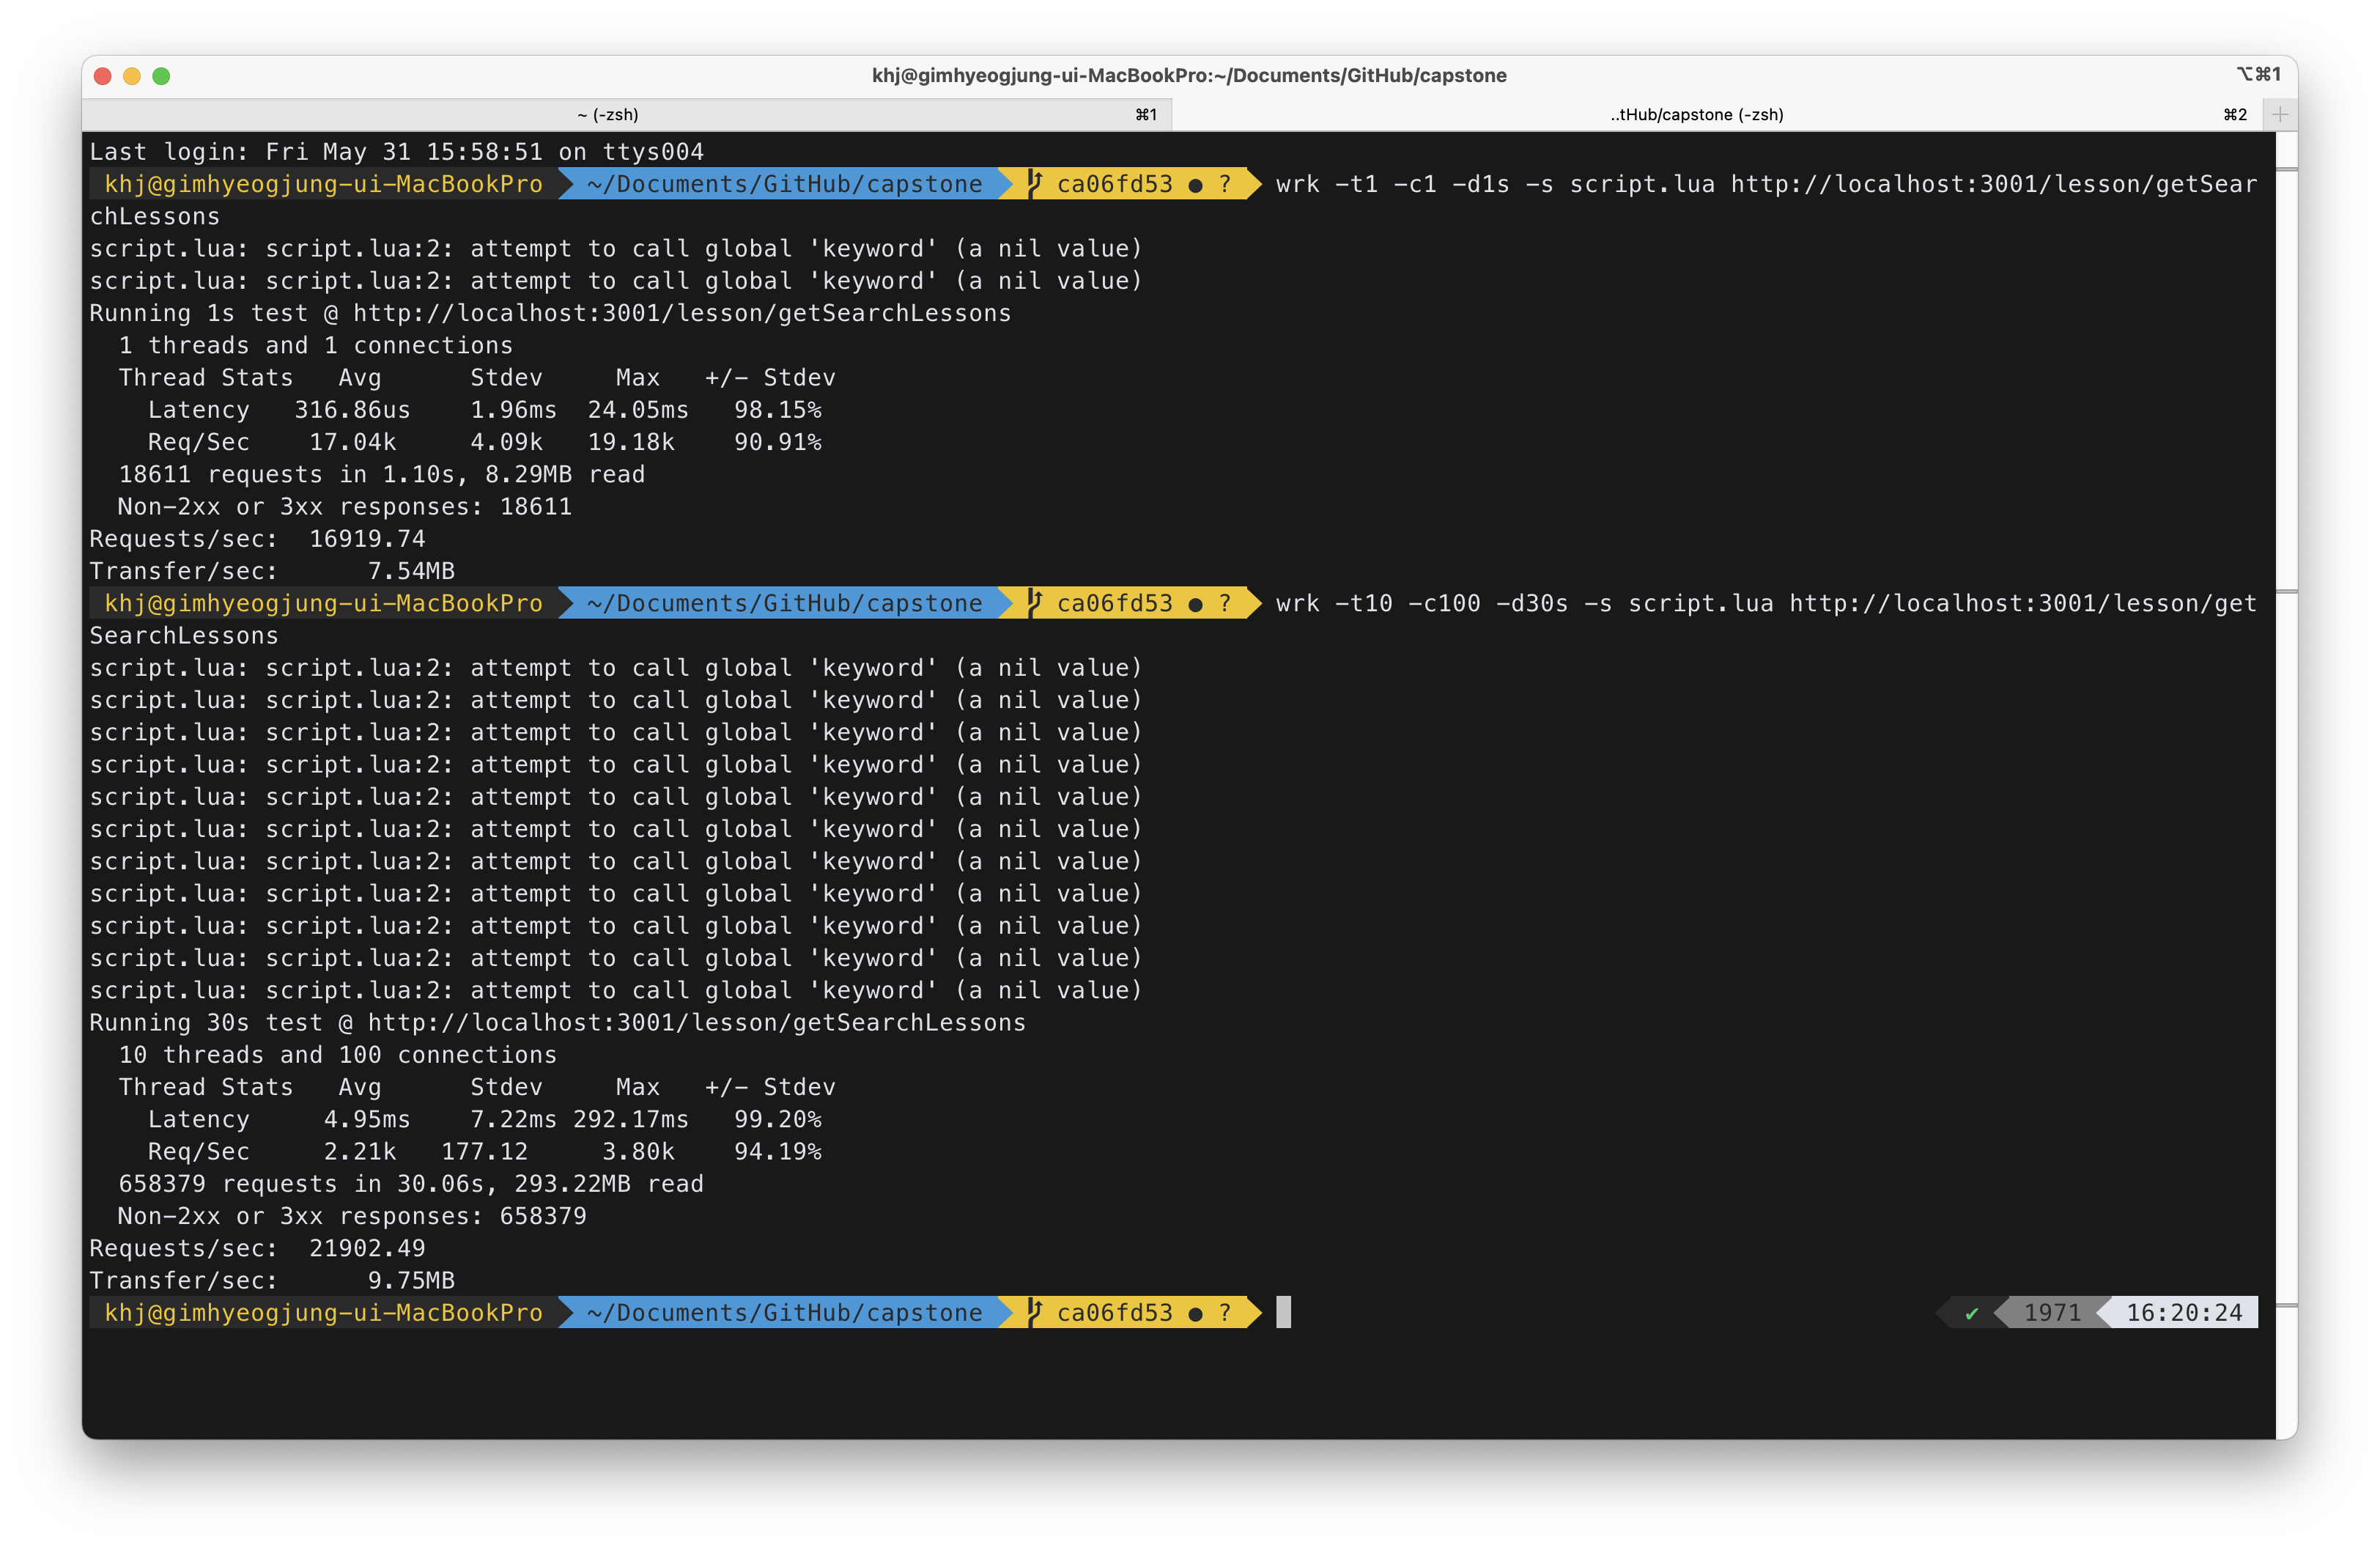 khj@gimhyeogjung-ui-MacBookPro:~/Documents/GitHub/capstone ⌥⌘1
~ (-zsh) ⌘1 ..tHub/capstone (-zsh) ⌘2 +
Last login: Fri May 31 15:58:51 on ttys004
khj@gimhyeogjung-ui-MacBookPro ~/Documents/GitHub/capstone ca06fd53 ● ? wrk -t1 -c1 -d1s -s script.lua http://localhost:3001/lesson/getSear
chLessons
script.lua: script.lua:2: attempt to call global 'keyword' (a nil value)
script.lua: script.lua:2: attempt to call global 'keyword' (a nil value)
Running 1s test @ http://localhost:3001/lesson/getSearchLessons
  1 threads and 1 connections
  Thread Stats   Avg      Stdev     Max   +/- Stdev
    Latency   316.86us    1.96ms  24.05ms   98.15%
    Req/Sec    17.04k     4.09k   19.18k    90.91%
  18611 requests in 1.10s, 8.29MB read
  Non-2xx or 3xx responses: 18611
Requests/sec:  16919.74
Transfer/sec:      7.54MB
khj@gimhyeogjung-ui-MacBookPro ~/Documents/GitHub/capstone ca06fd53 ● ? wrk -t10 -c100 -d30s -s script.lua http://localhost:3001/lesson/get
SearchLessons
script.lua: script.lua:2: attempt to call global 'keyword' (a nil value)
script.lua: script.lua:2: attempt to call global 'keyword' (a nil value)
script.lua: script.lua:2: attempt to call global 'keyword' (a nil value)
script.lua: script.lua:2: attempt to call global 'keyword' (a nil value)
script.lua: script.lua:2: attempt to call global 'keyword' (a nil value)
script.lua: script.lua:2: attempt to call global 'keyword' (a nil value)
script.lua: script.lua:2: attempt to call global 'keyword' (a nil value)
script.lua: script.lua:2: attempt to call global 'keyword' (a nil value)
script.lua: script.lua:2: attempt to call global 'keyword' (a nil value)
script.lua: script.lua:2: attempt to call global 'keyword' (a nil value)
script.lua: script.lua:2: attempt to call global 'keyword' (a nil value)
Running 30s test @ http://localhost:3001/lesson/getSearchLessons
  10 threads and 100 connections
  Thread Stats   Avg      Stdev     Max   +/- Stdev
    Latency     4.95ms    7.22ms 292.17ms   99.20%
    Req/Sec     2.21k   177.12     3.80k    94.19%
  658379 requests in 30.06s, 293.22MB read
  Non-2xx or 3xx responses: 658379
Requests/sec:  21902.49
Transfer/sec:      9.75MB
khj@gimhyeogjung-ui-MacBookPro ~/Documents/GitHub/capstone ca06fd53 ● ? ✔ 1971 16:20:24